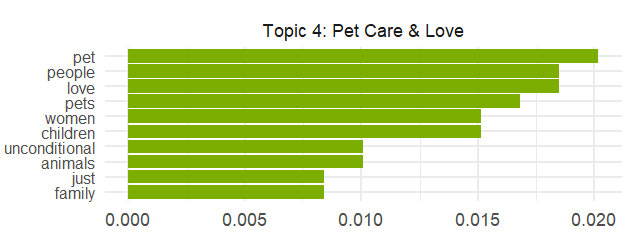 Topic 4: Pet Care & Love
pet
people
love
pets
women
children
unconditional
animals
just
family
0.000 0.005 0.010 0.015 0.020